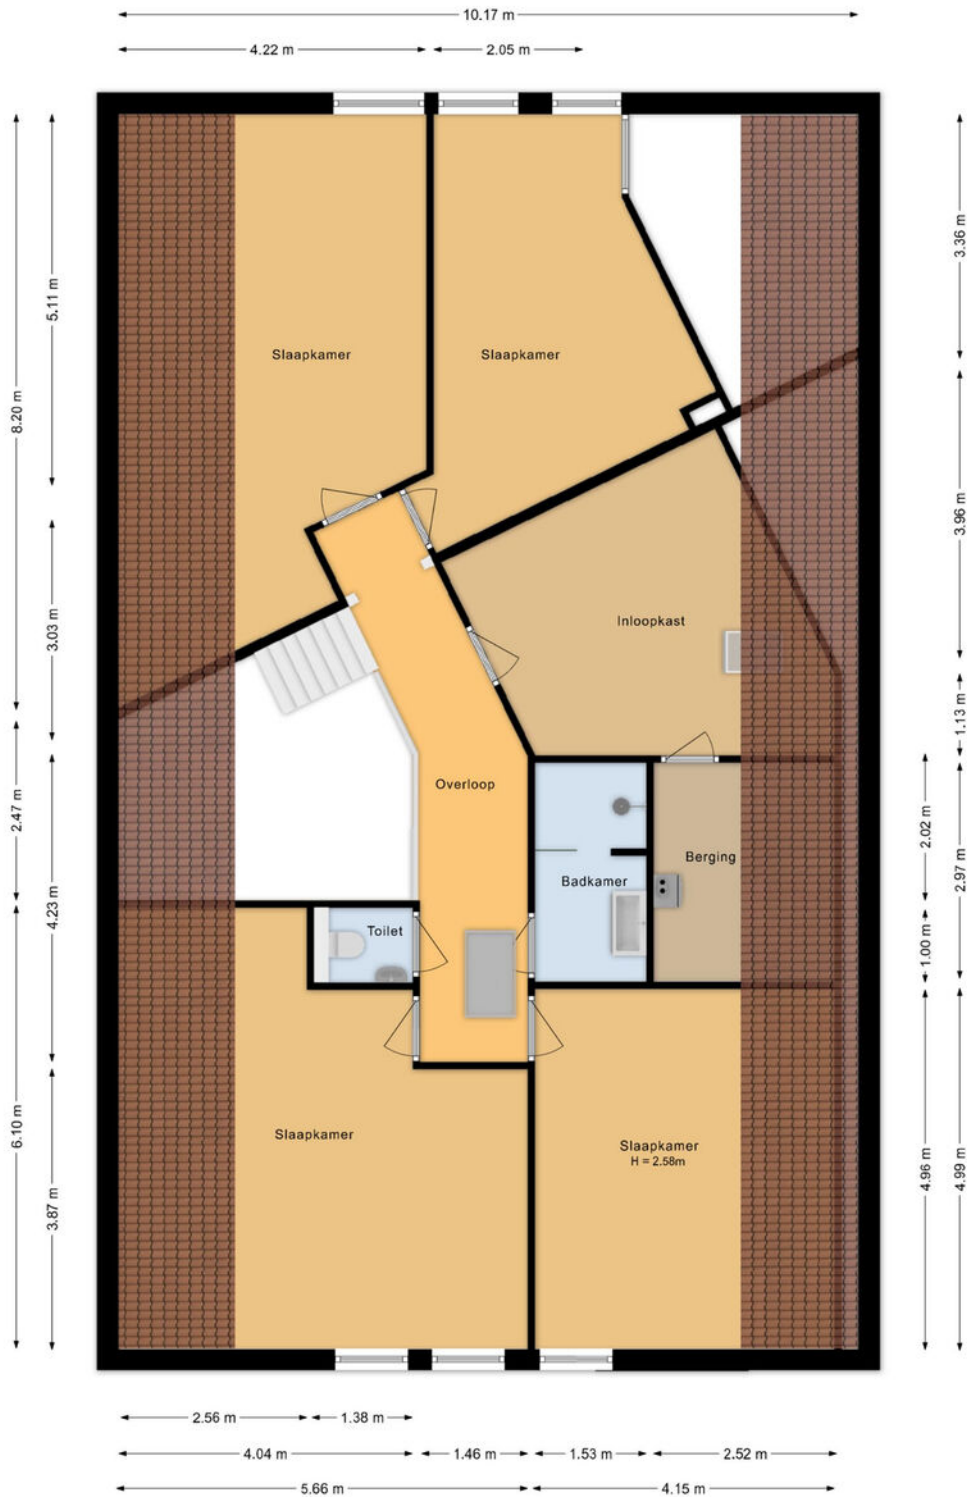 10.17 m
4.22 m
2.05 m
8.20 m
5.11 m
3.36 m
Slaapkamer
Slaapkamer
3.96 m
3.03 m
Inloopkast
1.13 m
2.47 m
Overloop
2.02 m
2.97 m
Berging
Badkamer
4.23 m
Toilet
1.00 m
6.10 m
3.87 m
Slaapkamer
Slaapkamer
H = 2.58m
4.96 m
4.99 m
2.56 m
1.38 m
4.04 m
1.46 m
1.53 m
2.52 m
5.66 m
4.15 m